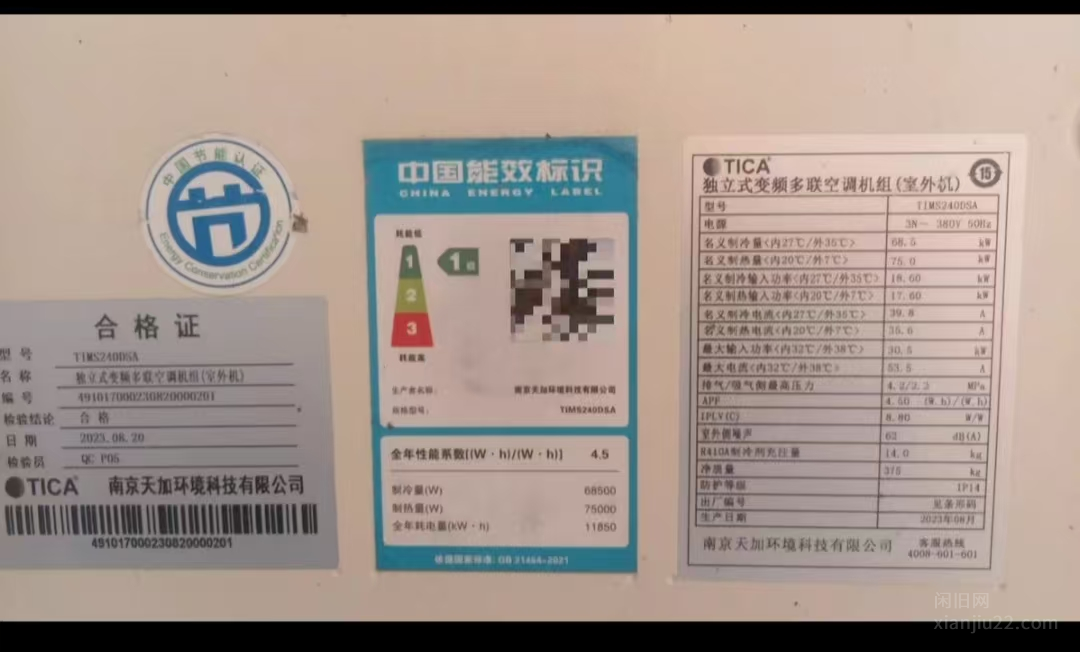 中国节能认证
Energy Conservation Certification
合格证
型号 TIMS240DSA
名称 独立式变频多联空调机组(室外机)
编号 491017000230820000201
检验结论 合格
日期 2023.08.20
检验员 QC P05
TICA 南京天加环境科技有限公司
491017000230820000201
中国能效标识
CHINA ENERGY LABEL
耗能低
1
1级
2
3
耗能高
生产者名称: 南京天加环境科技有限公司
规格型号: TIMS240DSA
全年性能系数[(W·h)/(W·h)] 4.5
制冷量(W) 68500
制热量(W) 75000
全年耗电量(kW·h) 11850
依据国家标准: GB 21454-2021
TICA
15
独立式变频多联空调机组(室外机)
型号 TIMS240DSA
电源 3N~ 380V 50Hz
名义制冷量<内27℃/外35℃> 68.5 kW
名义制热量<内20℃/外7℃> 75.0 kW
名义制冷输入功率<内27℃/外35℃> 18.60 kW
名义制热输入功率<内20℃/外7℃> 17.60 kW
名义制冷电流<内27℃/外35℃> 39.8 A
名义制热电流<内20℃/外7℃> 35.6 A
最大输入功率<内32℃/外38℃> 30.5 kW
最大电流<内32℃/外38℃> 53.5 A
排气/吸气侧最高压力 4.2/2.3 MPa
APF 4.50 (W.h)/(W.h)
IPLV(C) 8.80 W/W
室外侧噪声 62 dB(A)
R410A制冷剂充注量 14.0 kg
净质量 375 kg
防护等级 IP14
出厂编号 见条形码
生产日期 2023年08月
南京天加环境科技有限公司 客服热线
4008-601-601
闲旧网
xianjiu22.com